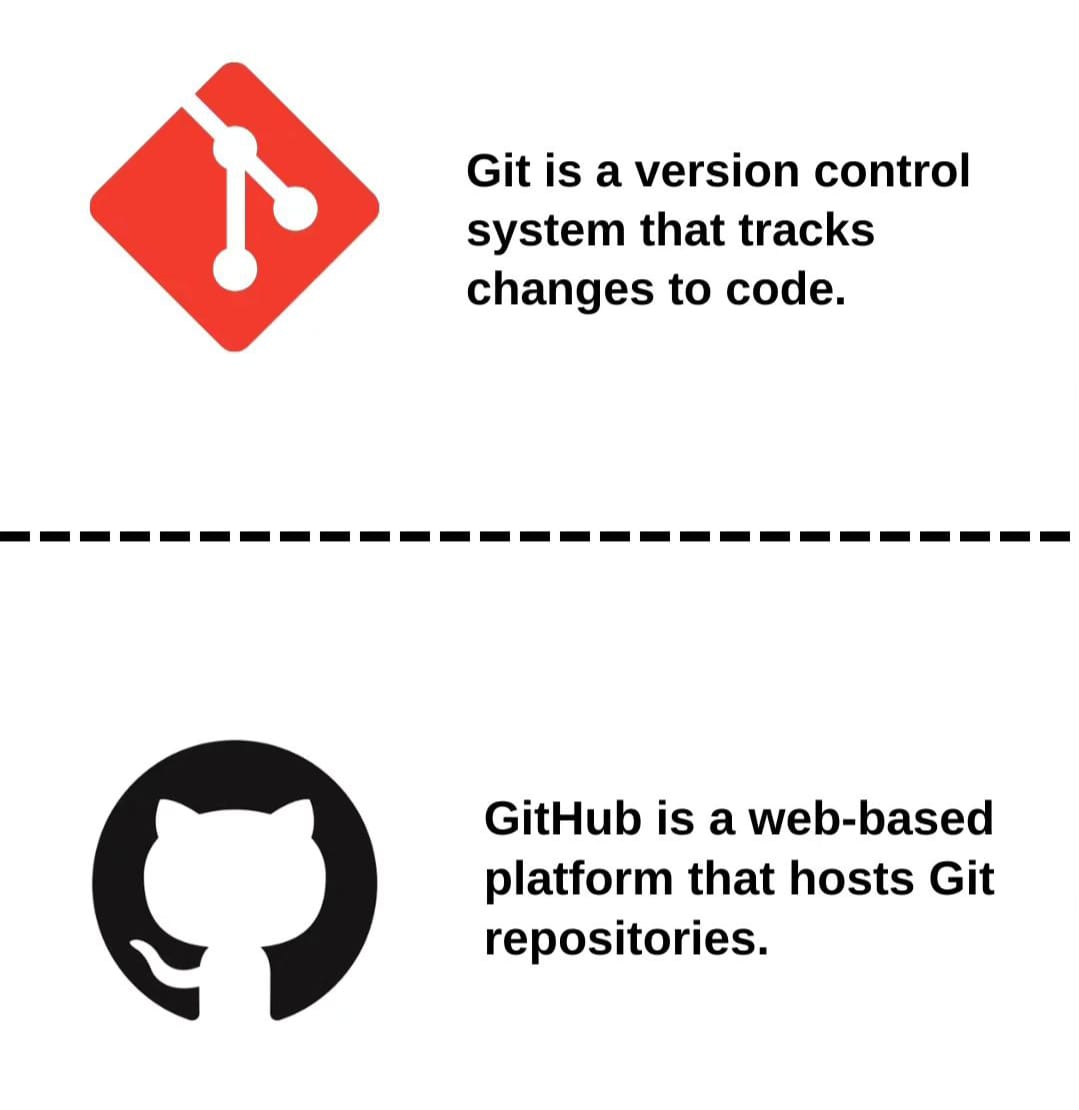 Git is a version control
system that tracks
changes to code.
GitHub is a web-based
platform that hosts Git
repositories.